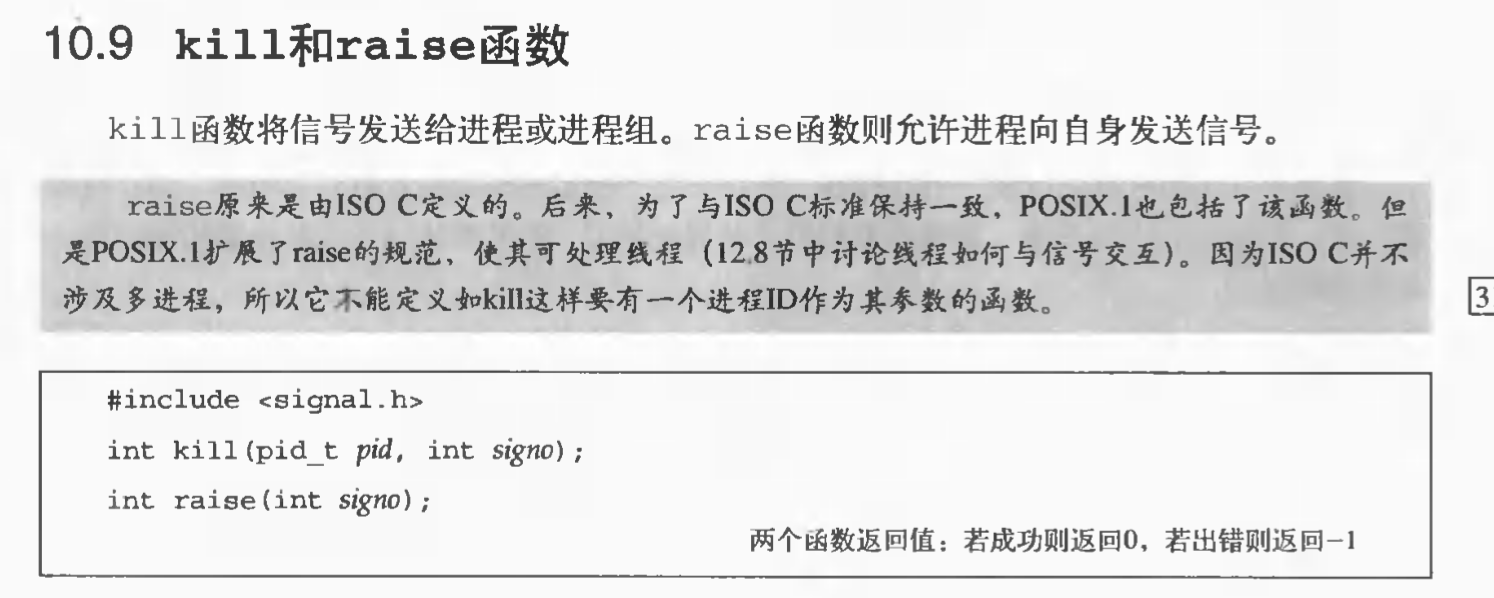 10.9 kill和raise函数
kill函数将信号发送给进程或进程组。raise函数则允许进程向自身发送信号。
raise原来是由ISO C定义的。后来，为了与ISO C标准保持一致，POSIX.1也包括了该函数。但
是POSIX.1扩展了raise的规范，使其可处理线程（12.8节中讨论线程如何与信号交互）。因为ISO C并不
涉及多进程，所以它不能定义如kill这样要有一个进程ID作为其参数的函数。
3
#include <signal.h>
int kill(pid_t pid, int signo);
int raise(int signo);
两个函数返回值：若成功则返回0，若出错则返回−1